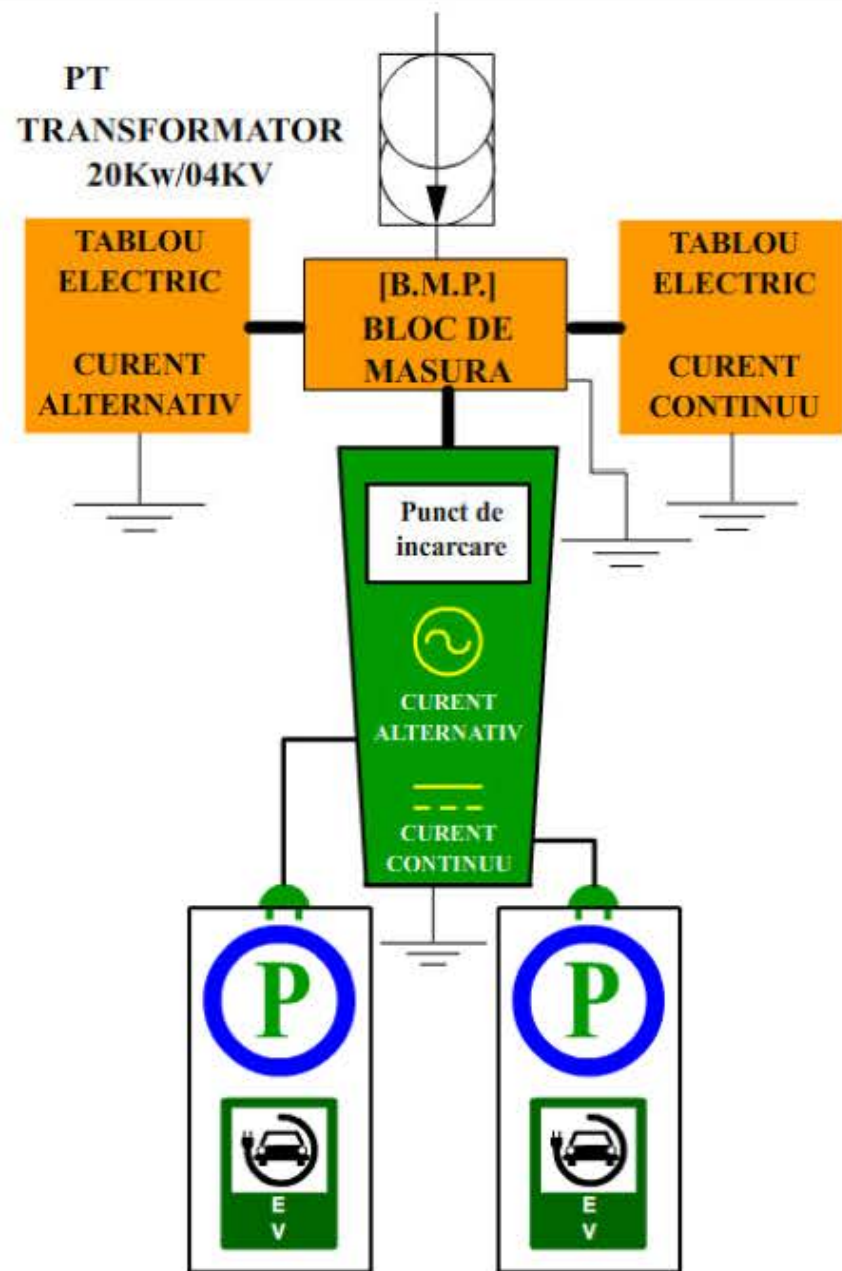 PT
TRANSFORMATOR
20Kw/04KV
TABLOU
ELECTRIC
CURENT
ALTERNATIV
[B.M.P.]
BLOC DE
MASURA
TABLOU
ELECTRIC
CURENT
CONTINUU
Punct de
incarcare
CURENT
ALTERNATIV
CURENT
CONTINUU
P
E
V
P
E
V